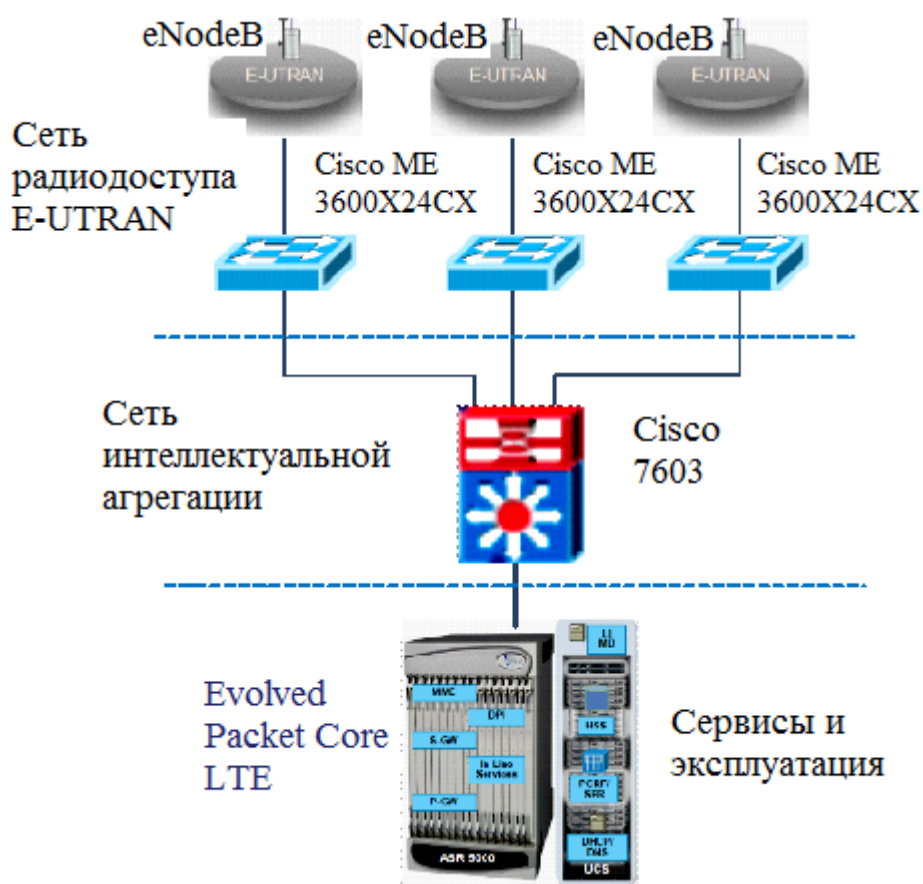 eNodeB eNodeB eNodeB
E-UTRAN E-UTRAN E-UTRAN
Сеть
радиодоступа
E-UTRAN
Cisco ME
3600X24CX
Cisco ME
3600X24CX
Cisco ME
3600X24CX
Сеть
интеллектуальной
агрегации
Cisco
7603
Evolved
Packet Core
LTE
MME
DPI
S-GW
In Line
Services
P-GW
ASR 5000
HSS
PCRF/
SPR
DHCP/
DNS
UCS
Сервисы и
эксплуатация